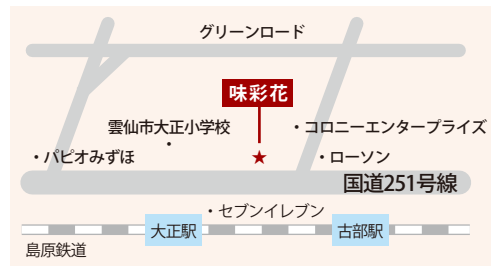 グリーンロード
味彩花
雲仙市大正小学校
・コロニーエンタープライズ
・パピオみずほ
★
・ローソン
国道251号線
・セブンイレブン
大正駅
古部駅
島原鉄道